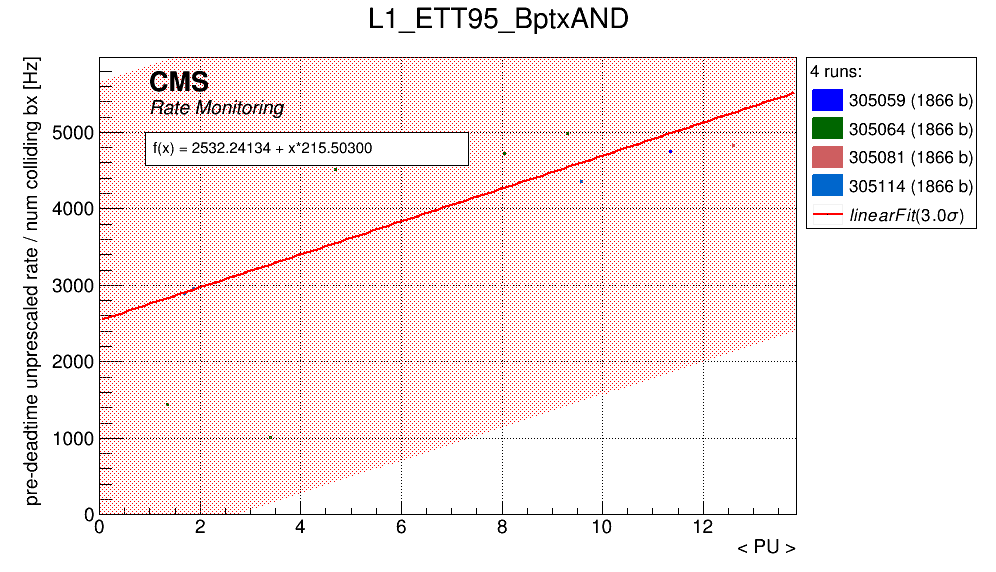 L1_ETT95_BptxAND
pre-deadtime unprescaled rate / num colliding bx [Hz]
CMS
Rate Monitoring
f(x) = 2532.24134 + x*215.50300
5000
4000
3000
2000
1000
0
0 2 4 6 8 10 12
< PU >
4 runs:
305059 (1866 b)
305064 (1866 b)
305081 (1866 b)
305114 (1866 b)
linearFit(3.0σ)